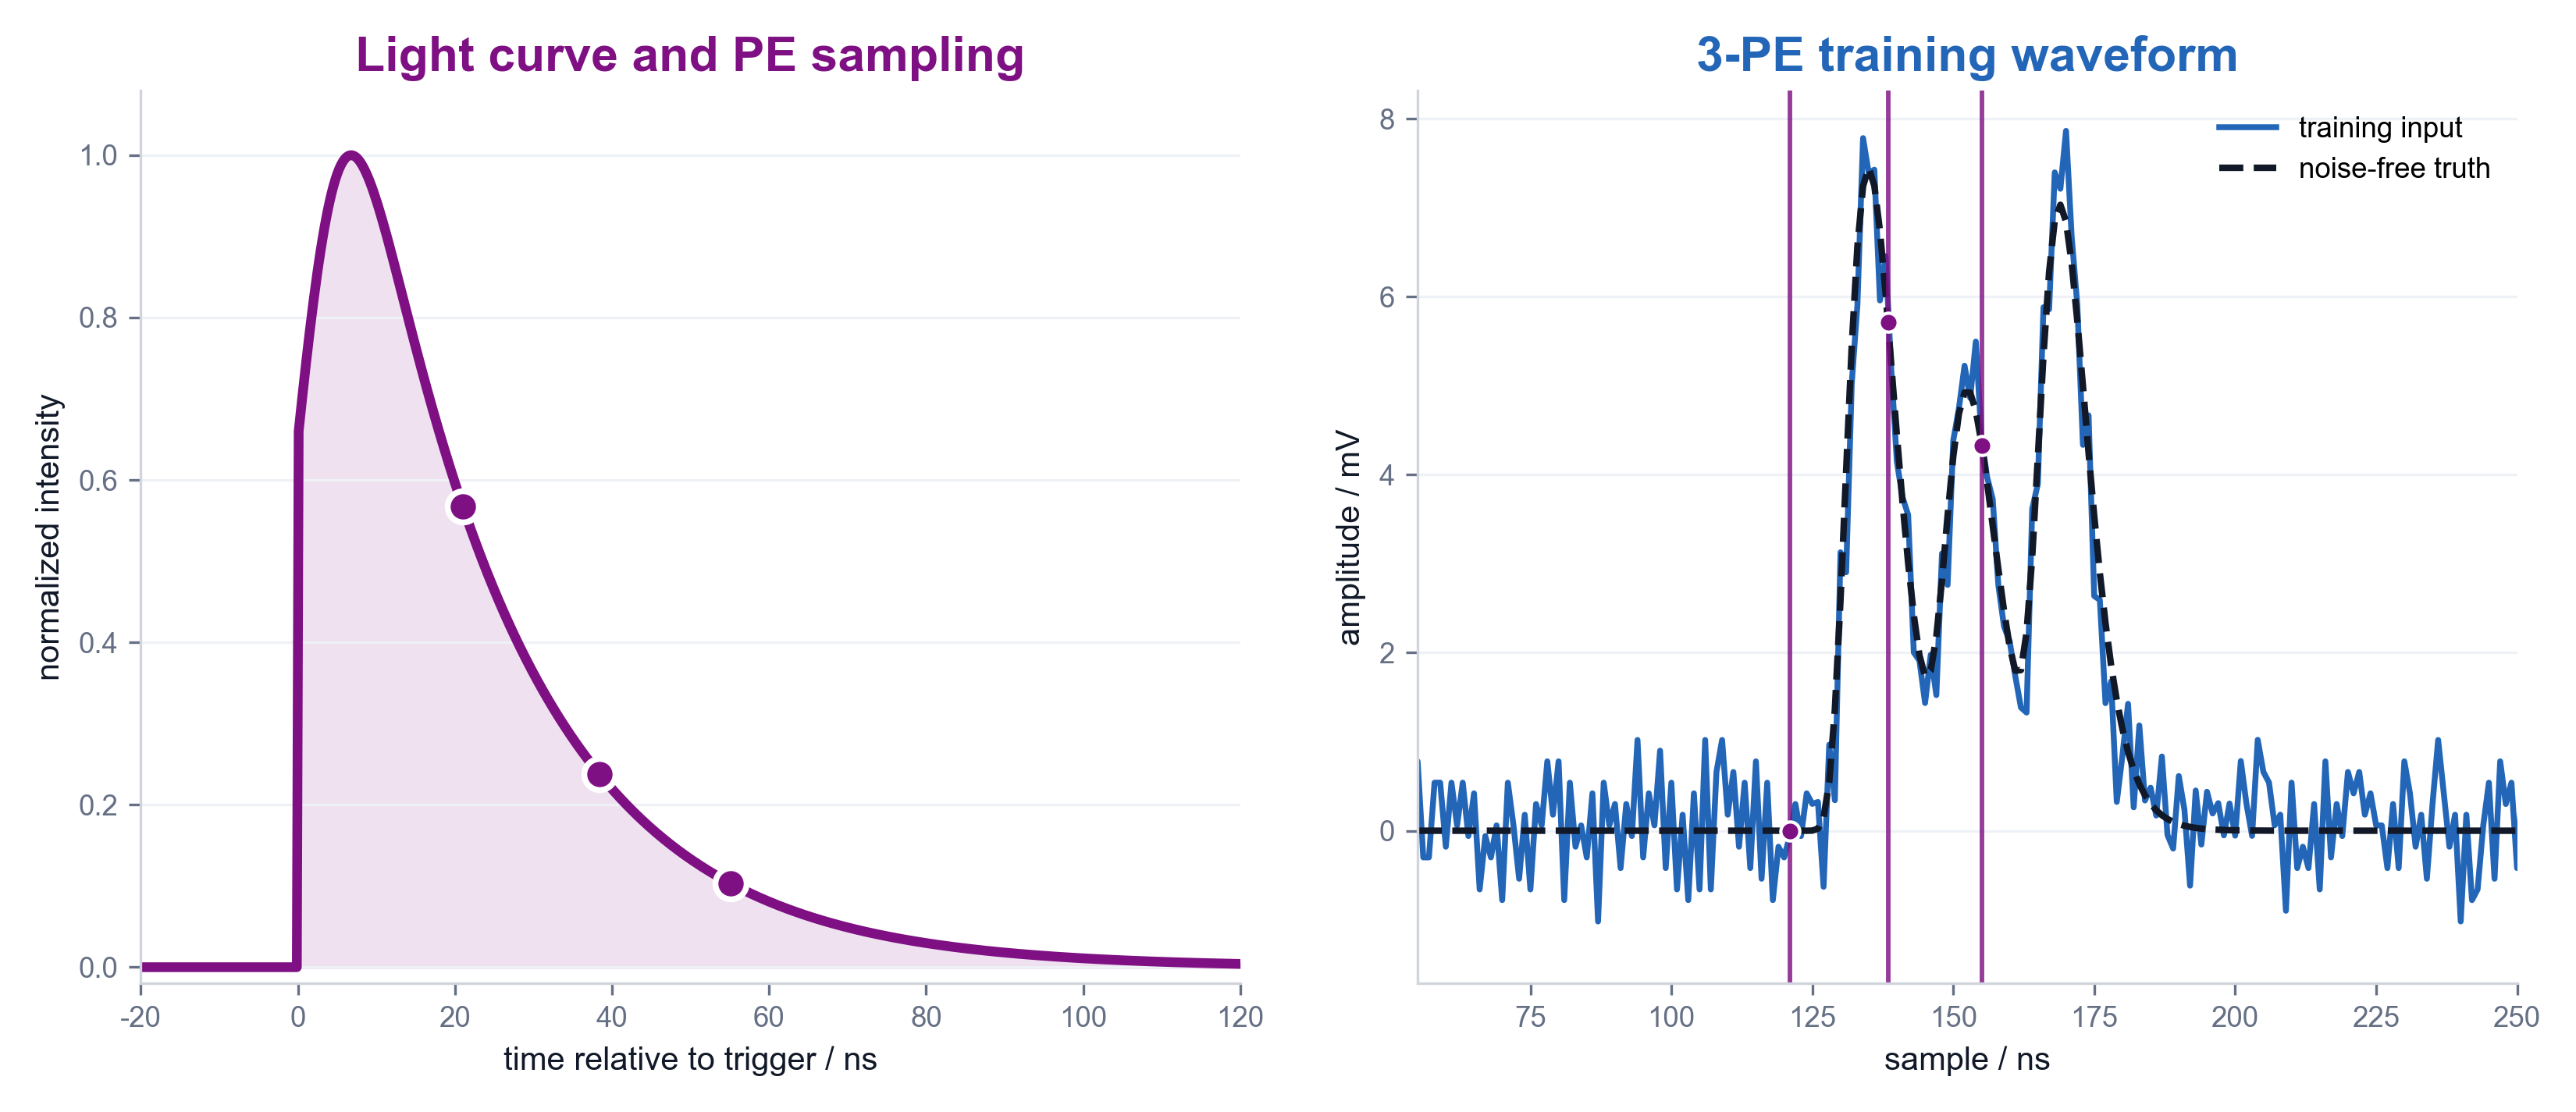 Light curve and PE sampling
normalized intensity
1.0
0.8
0.6
0.4
0.2
0.0
-20 0 20 40 60 80 100 120
time relative to trigger / ns
3-PE training waveform
training input
noise-free truth
amplitude / mV
8
6
4
2
0
75 100 125 150 175 200 225 250
sample / ns